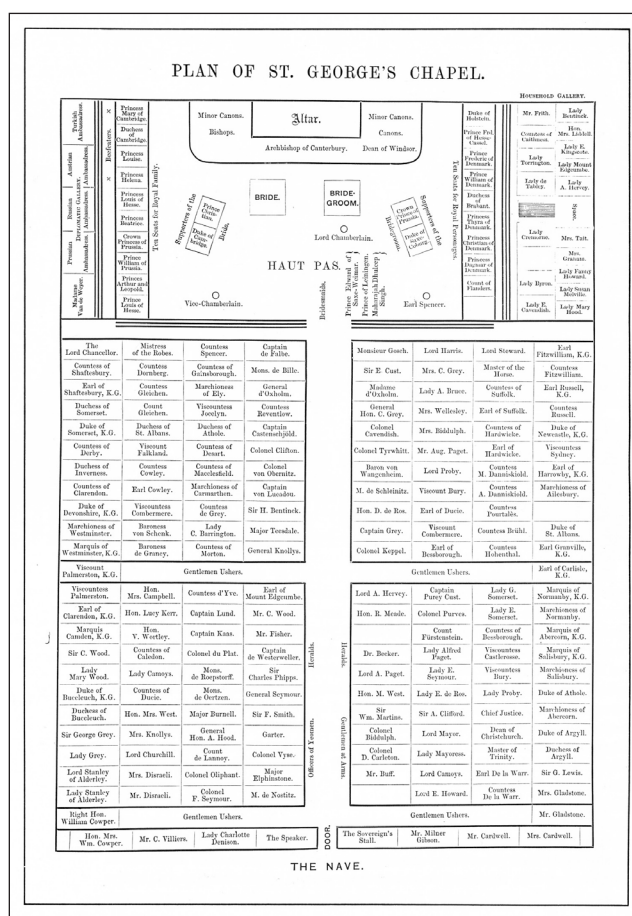 PLAN OF ST. GEORGE'S CHAPEL.
HOUSEHOLD GALLERY.
Turkish Ambassador.
Austrian Ambassadress.
Russian Ambassadress.
Prussian Ambassadress.
Madame Van de Weyer.
DIPLOMATIC GALLERY.
Beefeaters.
Princess Mary of Cambridge.
Duchess of Cambridge.
Princess Louise.
Princess Helena.
Princess Louis of Hesse.
Princess Beatrice.
Crown Princess of Prussia.
Prince William of Prussia.
Princes Arthur and Leopold.
Prince Louis of Hesse.
Ten Seats for Royal Family.
Minor Canons.
Bishops.
Altar.
Minor Canons.
Canons.
Archbishop of Canterbury.
Dean of Windsor.
BRIDE.
BRIDE-GROOM.
Supporters of the Bride.
Prince Christian.
Duke of Cambridge.
Crown Prince of Prussia.
Duke of Saxe-Coburg.
Supporters of the Bridegroom.
Lord Chamberlain.
HAUT PAS.
Bridesmaids.
Prince Edward of Saxe-Weimar.
Prince of Leiningen.
Maharajah Dhuleep Singh.
Vice-Chamberlain.
Earl Spencer.
Ten Seats for Royal Personages.
Duke of Holstein.
Prince Fred. of Hesse-Cassel.
Prince Frederic of Denmark.
Prince William of Denmark.
Duchess of Brabant.
Princess Thyra of Denmark.
Princess Christian of Denmark.
Princess Dagmar of Denmark.
Count of Flanders.
Mr. Frith.
Lady Bentinck.
Countess of Caithness.
Hon. Mrs. Liddell.
Lady E. Kingscote.
Lady Torrington.
Lady Mount Edgcumbe.
Lady de Tabley.
Lady A. Hervey.
Space.
Lady Cremorne.
Mrs. Tait.
Mrs. Graham.
Lady Fanny Howard.
Lady Byron.
Lady Susan Melville.
Lady E. Cavendish.
Lady Mary Hood.
The Lord Chancellor. Mistress of the Robes. Countess Spencer. Captain de Falbe.
Countess of Shaftesbury. Countess Dornberg. Countess of Gainsborough. Mons. de Bille.
Earl of Shaftesbury, K.G. Countess Gleichen. Marchioness of Ely. General d'Oxholm.
Duchess of Somerset. Count Gleichen. Viscountess Jocelyn. Countess Reventlow.
Duke of Somerset, K.G. Duchess of St. Albans. Duchess of Athole. Captain Castenschjöld.
Countess of Derby. Viscount Falkland. Countess of Desart. Colonel Clifton.
Duchess of Inverness. Countess Cowley. Countess of Macclesfield. Colonel von Obernitz.
Countess of Clarendon. Earl Cowley. Marchioness of Carmarthen. Captain von Lucadou.
Duke of Devonshire, K.G. Viscountess Combermere. Countess de Grey. Sir H. Bentinck.
Marchioness of Westminster. Baroness von Schenk. Lady C. Barrington. Major Teesdale.
Marquis of Westminster, K.G. Baroness de Grancy. Countess of Morton. General Knollys.
Viscount Palmerston, K.G. Gentlemen Ushers.
Viscountess Palmerston. Hon. Mrs. Campbell. Countess d'Yve. Earl of Mount Edgcumbe.
Earl of Clarendon, K.G. Hon. Lucy Kerr. Captain Lund. Mr. C. Wood.
Marquis Camden, K.G. Hon. V. Wortley. Captain Kaas. Mr. Fisher.
Sir C. Wood. Countess of Caledon. Colonel du Plat. Captain de Westerweller.
Lady Mary Wood. Lady Camoys. Mons. de Roepstorff. Sir Charles Phipps.
Duke of Buccleuch, K.G. Countess of Ducie. Mons. de Oertzen. General Seymour.
Duchess of Buccleuch. Hon. Mrs. West. Major Burnell. Sir F. Smith.
Sir George Grey. Mrs. Knollys. General Hon. A. Hood. Garter.
Lady Grey. Lord Churchill. Count de Lannoy. Colonel Vyse.
Lord Stanley of Alderley. Mrs. Disraeli. Colonel Oliphant. Major Elphinstone.
Lady Stanley of Alderley. Mr. Disraeli. Colonel F. Seymour. M. de Nostitz.
Right Hon. William Cowper. Gentlemen Ushers.
Hon. Mrs. Wm. Cowper. Mr. C. Villiers. Lady Charlotte Denison. The Speaker.
Heralds.
Officers of Yeomen.
DOOR.
Heralds.
Gentlemen at Arms.
Monsieur Gosch. Lord Harris. Lord Steward. Earl Fitzwilliam, K.G.
Sir E. Cust. Mrs. C. Grey. Master of the Horse. Countess Fitzwilliam.
Madame d'Oxholm. Lady A. Bruce. Countess of Suffolk. Earl Russell, K.G.
General Hon. C. Grey. Mrs. Wellesley. Earl of Suffolk. Countess Russell.
Colonel Cavendish. Mrs. Biddulph. Countess of Hardwicke. Duke of Newcastle, K.G.
Colonel Tyrwhitt. Mr. Aug. Paget. Earl of Hardwicke. Viscountess Sydney.
Baron von Wangenheim. Lord Proby. Countess M. Danniskiold. Earl of Harrowby, K.G.
M. de Schleinitz. Viscount Bury. Countess A. Danniskiold. Marchioness of Ailesbury.
Hon. D. de Ros. Earl of Ducie. Countess Pourtalès.
Captain Grey. Viscount Combermere. Countess Brühl. Duke of St. Albans.
Colonel Keppel. Earl of Bessborough. Countess Hohenthal. Earl Granville, K.G.
Gentlemen Ushers. Earl of Carlisle, K.G.
Lord A. Hervey. Captain Purey Cust. Lady G. Somerset. Marquis of Normanby, K.G.
Hon. R. Meade. Colonel Purves. Lady E. Somerset. Marchioness of Normanby.
Count Fürstenstein. Countess of Bessborough. Marquis of Abercorn, K.G.
Dr. Becker. Lady Alfred Paget. Viscountess Castlerosse. Marquis of Salisbury, K.G.
Lord A. Paget. Lady E. Seymour. Viscountess Bury. Marchioness of Salisbury.
Hon. M. West. Lady E. de Ros. Lady Proby. Duke of Athole.
Sir Wm. Martins. Sir A. Clifford. Chief Justice. Marchioness of Abercorn.
Colonel Biddulph. Lord Mayor. Dean of Christchurch. Duke of Argyll.
Colonel D. Carleton. Lady Mayoress. Master of Trinity. Duchess of Argyll.
Mr. Buff. Lord Camoys. Earl De la Warr. Sir G. Lewis.
Lord E. Howard. Countess De la Warr. Mrs. Gladstone.
Gentlemen Ushers. Mr. Gladstone.
The Sovereign's Stall. Mr. Milner Gibson. Mr. Cardwell. Mrs. Cardwell.
THE NAVE.